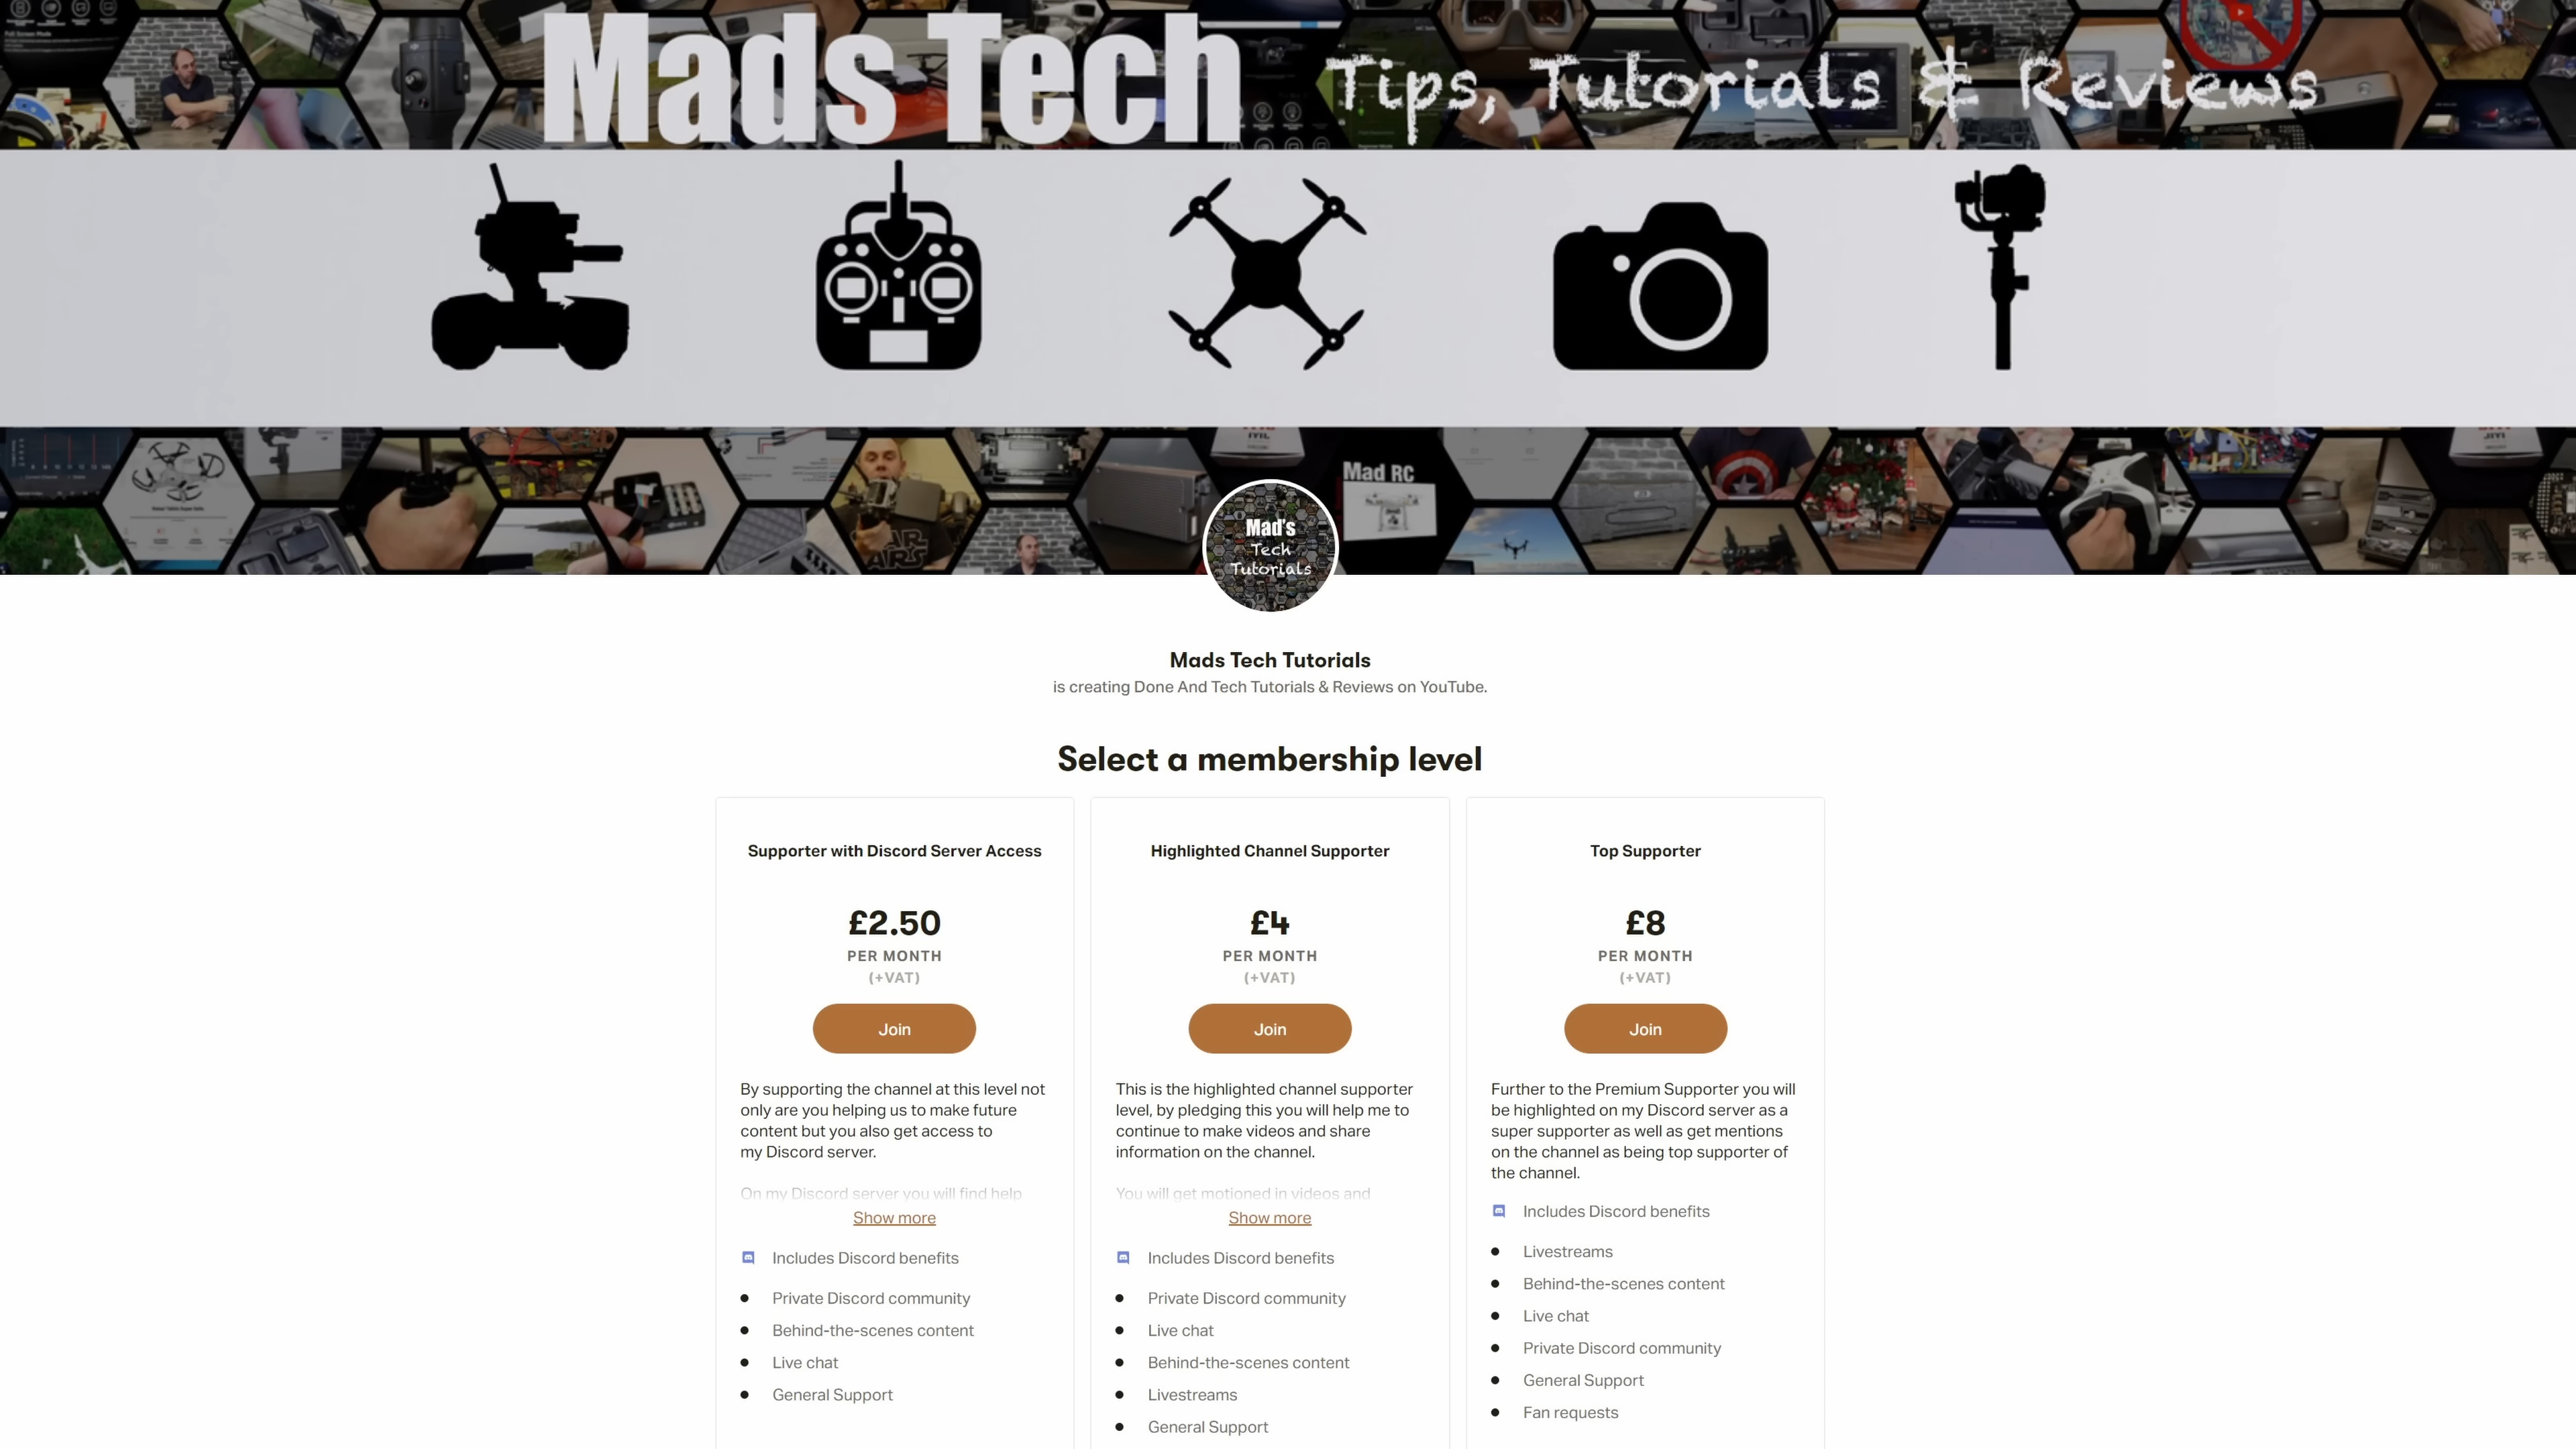 Mads Tech
Tips, Tutorials & Reviews
Mad RC
Mad's
Tech
Tutorials
Mads Tech Tutorials
is creating Done And Tech Tutorials & Reviews on YouTube.
Select a membership level
Supporter with Discord Server Access
£2.50
PER MONTH
(+VAT)
Join
By supporting the channel at this level not
only are you helping us to make future
content but you also get access to
my Discord server.
On my Discord server you will find help
Show more
Includes Discord benefits
Private Discord community
Behind-the-scenes content
Live chat
General Support
Highlighted Channel Supporter
£4
PER MONTH
(+VAT)
Join
This is the highlighted channel supporter
level, by pledging this you will help me to
continue to make videos and share
information on the channel.
You will get motioned in videos and
Show more
Includes Discord benefits
Private Discord community
Live chat
Behind-the-scenes content
Livestreams
General Support
Top Supporter
£8
PER MONTH
(+VAT)
Join
Further to the Premium Supporter you will
be highlighted on my Discord server as a
super supporter as well as get mentions
on the channel as being top supporter of
the channel.
Includes Discord benefits
Livestreams
Behind-the-scenes content
Live chat
Private Discord community
General Support
Fan requests